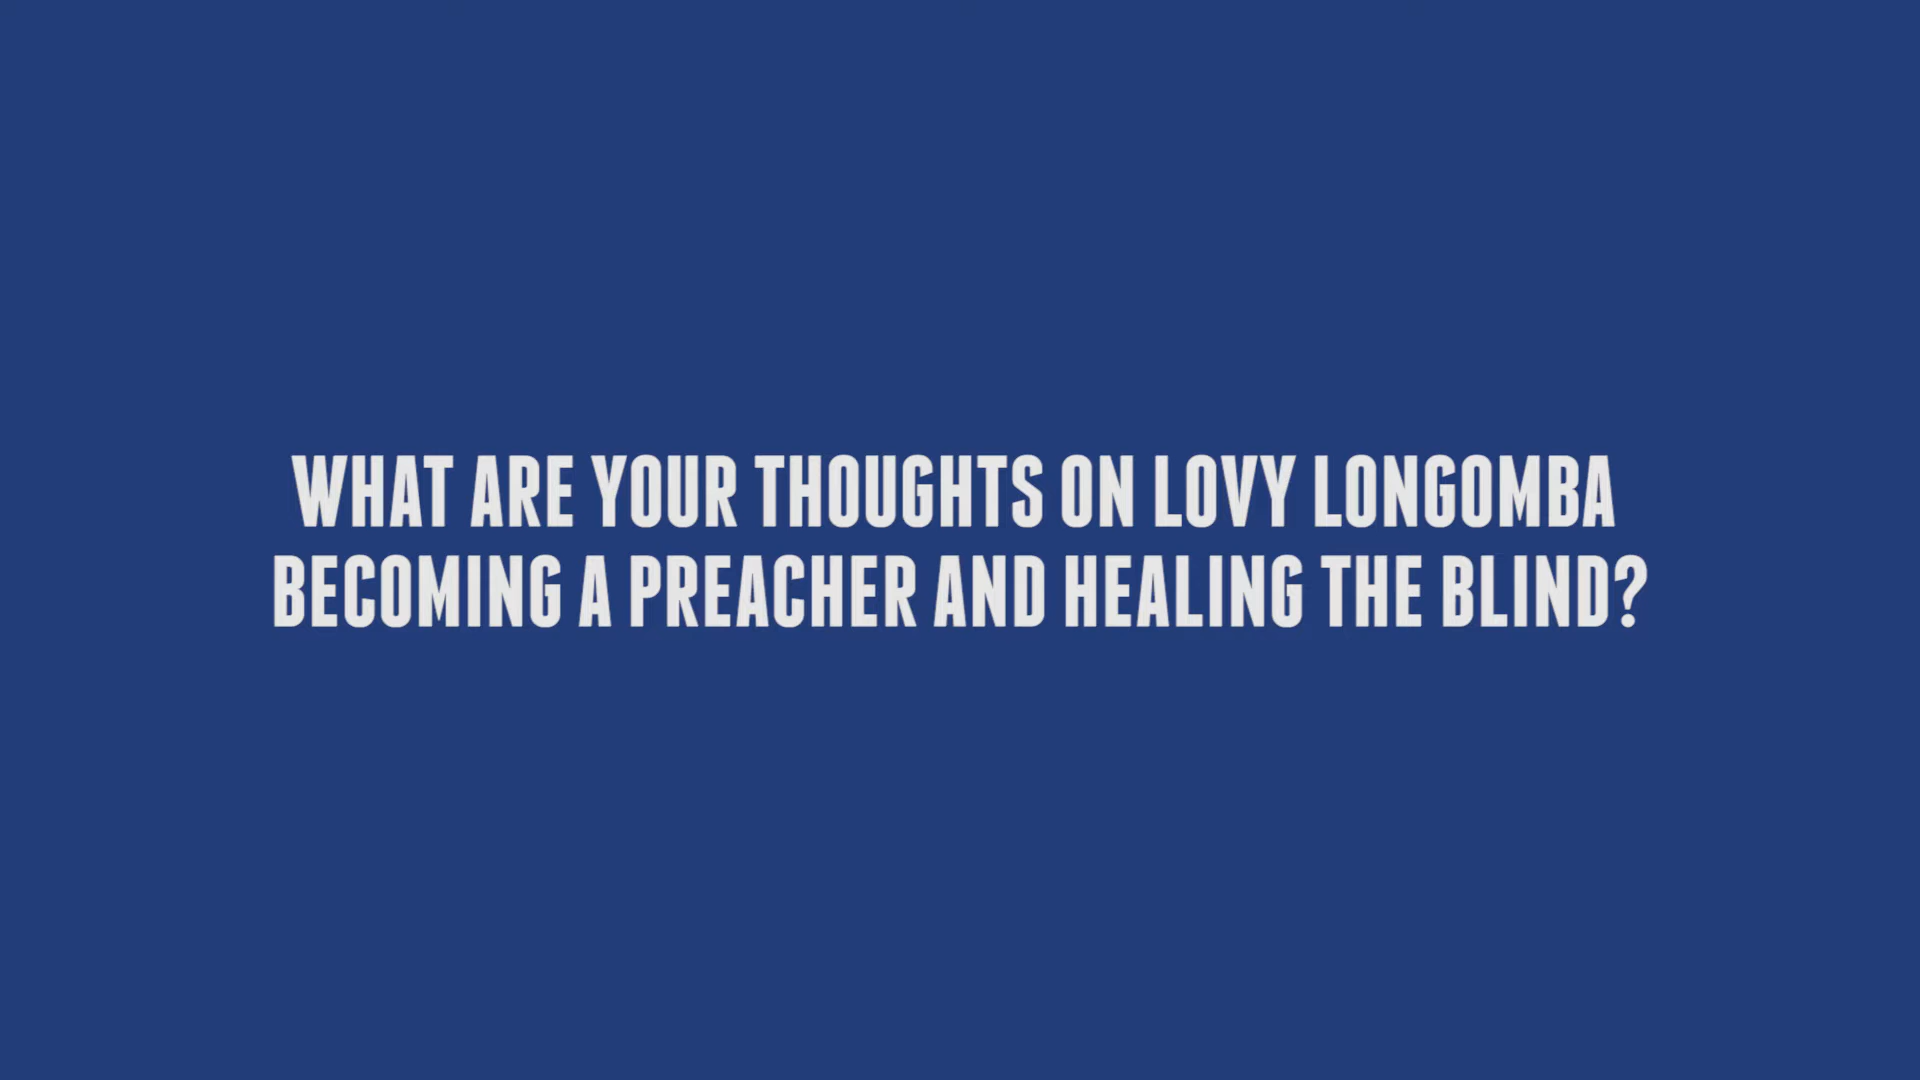 WHAT ARE YOUR THOUGHTS ON LOVY LONGOMBA
BECOMING A PREACHER AND HEALING THE BLIND?